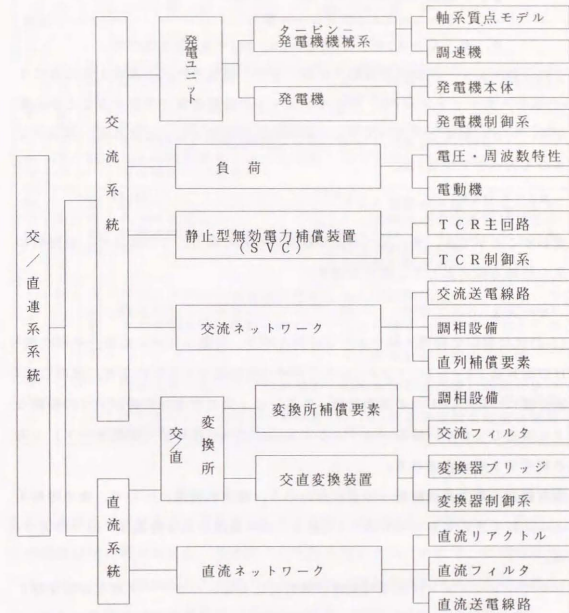 交／直連系系統
交流系統
発電ユニット
タービン－
発電機機械系
軸系質点モデル
調速機
発電機
発電機本体
発電機制御系
負荷
電圧・周波数特性
電動機
静止型無効電力補償装置
（ＳＶＣ）
ＴＣＲ主回路
ＴＣＲ制御系
交流ネットワーク
交流送電線路
調相設備
直列補償要素
直流系統
交／直
変換所
変換所補償要素
調相設備
交流フィルタ
交直変換装置
変換器ブリッジ
変換器制御系
直流ネットワーク
直流リアクトル
直流フィルタ
直流送電線路